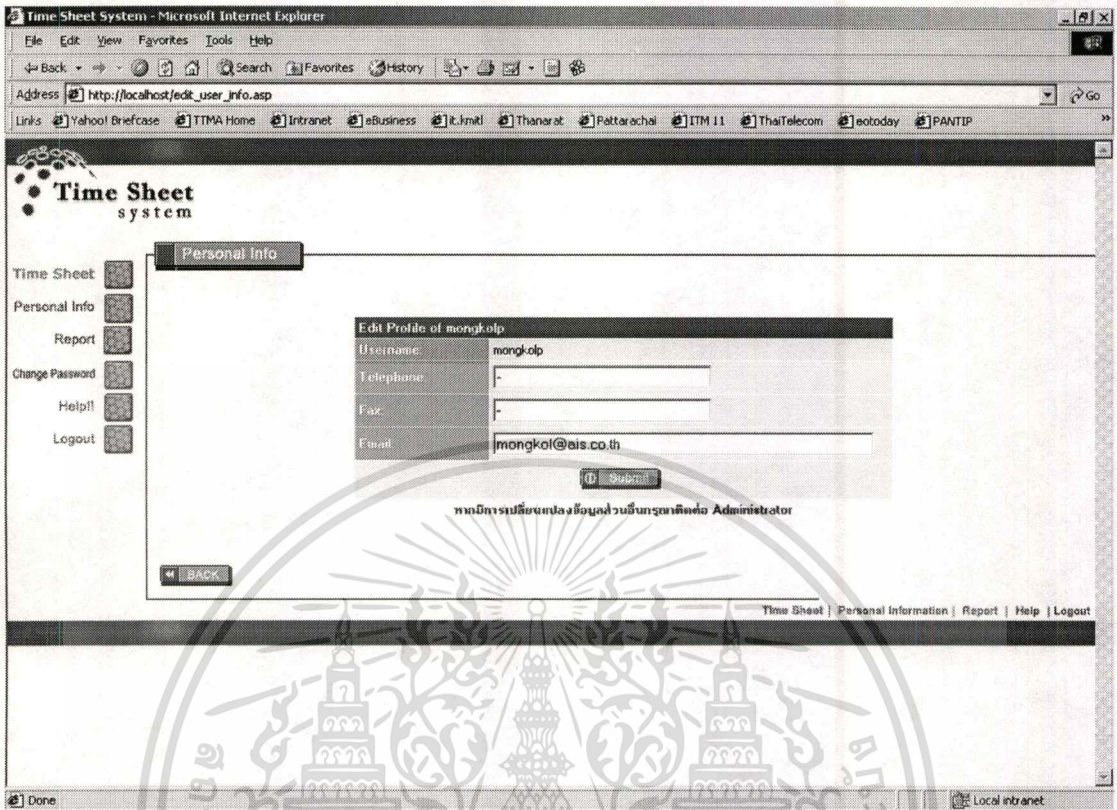 Time Sheet System - Microsoft Internet Explorer
File Edit View Favorites Tools Help
Back Search Favorites History
Address http://localhost/edit_user_info.asp Go
Links Yahoo! Briefcase TTMA Home Intranet eBusiness it.kmitl Thanarat Pattarachai ITM 11 ThaiTelecom eotoday PANTIP »
Time Sheet
system
Personal Info
Time Sheet
Personal Info
Report
Change Password
Help!!
Logout
Edit Profile of mongkolp
Username: mongkolp
Telephone: -
Fax: -
Email: mongkol@ais.co.th
Submit
หากมีการเปลี่ยนแปลงข้อมูลส่วนอื่นกรุณาติดต่อ Administrator
BACK
Time Sheet | Personal Information | Report | Help | Logout
Done Local intranet